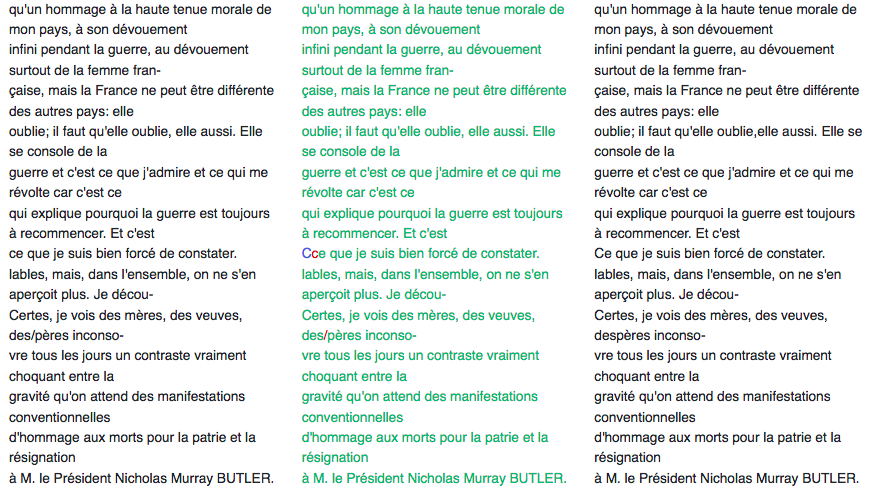 qu'un hommage à la haute tenue morale de
mon pays, à son dévouement
infini pendant la guerre, au dévouement
surtout de la femme fran-
çaise, mais la France ne peut être différente
des autres pays: elle
oublie; il faut qu'elle oublie, elle aussi. Elle
se console de la
guerre et c'est ce que j'admire et ce qui me
révolte car c'est ce
qui explique pourquoi la guerre est toujours
à recommencer. Et c'est
ce que je suis bien forcé de constater.
lables, mais, dans l'ensemble, on ne s'en
aperçoit plus. Je décou-
Certes, je vois des mères, des veuves,
des/pères inconso-
vre tous les jours un contraste vraiment
choquant entre la
gravité qu'on attend des manifestations
conventionnelles
d'hommage aux morts pour la patrie et la
résignation
à M. le Président Nicholas Murray BUTLER.
qu'un hommage à la haute tenue morale de
mon pays, à son dévouement
infini pendant la guerre, au dévouement
surtout de la femme fran-
çaise, mais la France ne peut être différente
des autres pays: elle
oublie; il faut qu'elle oublie, elle aussi. Elle
se console de la
guerre et c'est ce que j'admire et ce qui me
révolte car c'est ce
qui explique pourquoi la guerre est toujours
à recommencer. Et c'est
Cce que je suis bien forcé de constater.
lables, mais, dans l'ensemble, on ne s'en
aperçoit plus. Je décou-
Certes, je vois des mères, des veuves,
des/pères inconso-
vre tous les jours un contraste vraiment
choquant entre la
gravité qu'on attend des manifestations
conventionnelles
d'hommage aux morts pour la patrie et la
résignation
à M. le Président Nicholas Murray BUTLER.
qu'un hommage à la haute tenue morale de
mon pays, à son dévouement
infini pendant la guerre, au dévouement
surtout de la femme fran-
çaise, mais la France ne peut être différente
des autres pays: elle
oublie; il faut qu'elle oublie,elle aussi. Elle se
console de la
guerre et c'est ce que j'admire et ce qui me
révolte car c'est ce
qui explique pourquoi la guerre est toujours
à recommencer. Et c'est
Ce que je suis bien forcé de constater.
lables, mais, dans l'ensemble, on ne s'en
aperçoit plus. Je décou-
Certes, je vois des mères, des veuves,
despères inconso-
vre tous les jours un contraste vraiment
choquant entre la
gravité qu'on attend des manifestations
conventionnelles
d'hommage aux morts pour la patrie et la
résignation
à M. le Président Nicholas Murray BUTLER.